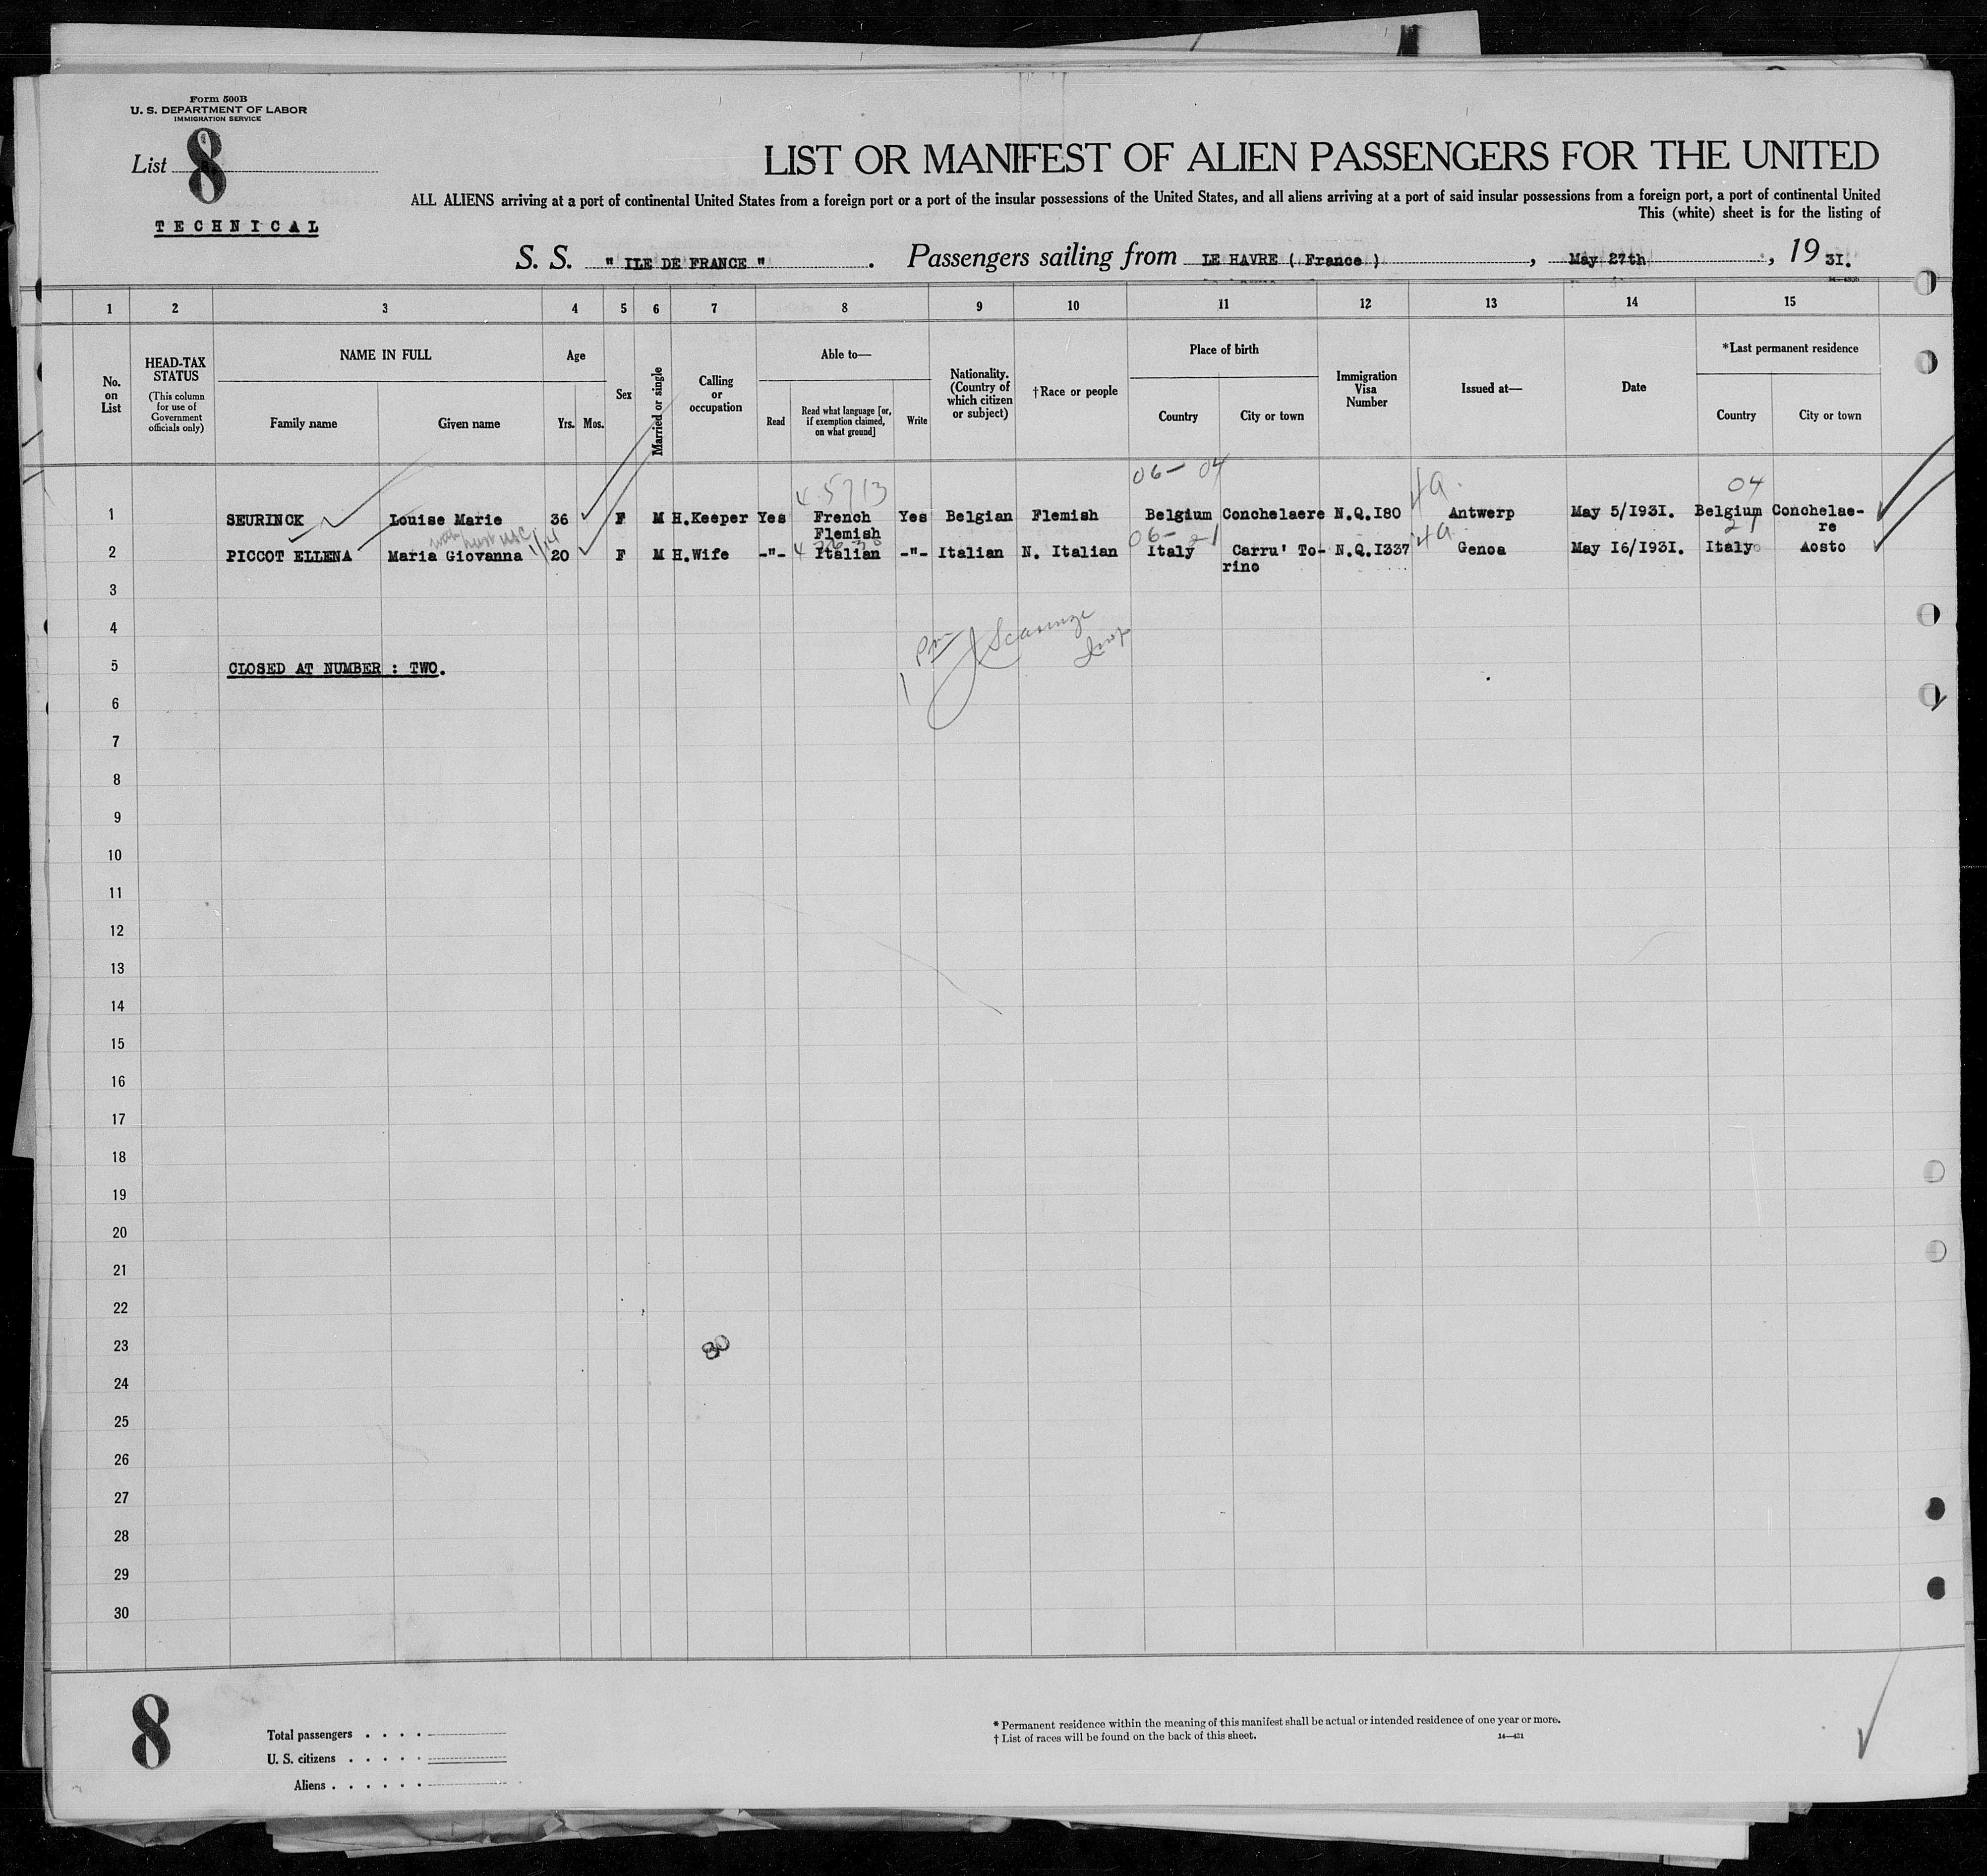 Form 500B
U. S. DEPARTMENT OF LABOR
IMMIGRATION SERVICE
List 8
TECHNICAL
LIST OR MANIFEST OF ALIEN PASSENGERS FOR THE UNITED
ALL ALIENS arriving at a port of continental United States from a foreign port or a port of the insular possessions of the United States, and all aliens arriving at a port of said insular possessions from a foreign port, a port of continental United
This (white) sheet is for the listing of
S. S. " ILE DE FRANCE " . Passengers sailing from LE HAVRE ( France ) , May 27th , 19 31.
1 2 3 4 5 6 7 8 9 10 11 12 13 14 15
No. on List
HEAD-TAX STATUS
(This column for use of Government officials only)
NAME IN FULL
Family name Given name
Age
Yrs. Mos.
Sex
Married or single
Calling or occupation
Able to—
Read Read what language [or, if exemption claimed, on what ground] Write
Nationality. (Country of which citizen or subject)
†Race or people
Place of birth
Country City or town
Immigration Visa Number
Issued at—
Date
*Last permanent residence
Country City or town
06- 04
4 5713 4a. 04
1 SEURINCK Louise Marie 36 F M H.Keeper Yes French Yes Belgian Flemish Belgium Conchelaere N.Q.I80 Antwerp May 5/I93I. Belgium Conchelae-
Flemish re
06- 21 4a 21
2 PICCOT ELLENA Maria Giovanna 20 F M H.Wife -"- Italian -"- Italian N. Italian Italy Carru' To- N.Q.I337 Genoa May I6/I93I. Italy Aosto
rino
3
4
5 CLOSED AT NUMBER : TWO.
6
7
8
9
10
11
12
13
14
15
16
17
18
19
20
21
22
23
80
24
25
26
27
28
29
30
8
Total passengers . . . .
U. S. citizens . . . . .
Aliens . . . . . .
* Permanent residence within the meaning of this manifest shall be actual or intended residence of one year or more.
† List of races will be found on the back of this sheet.
14—431